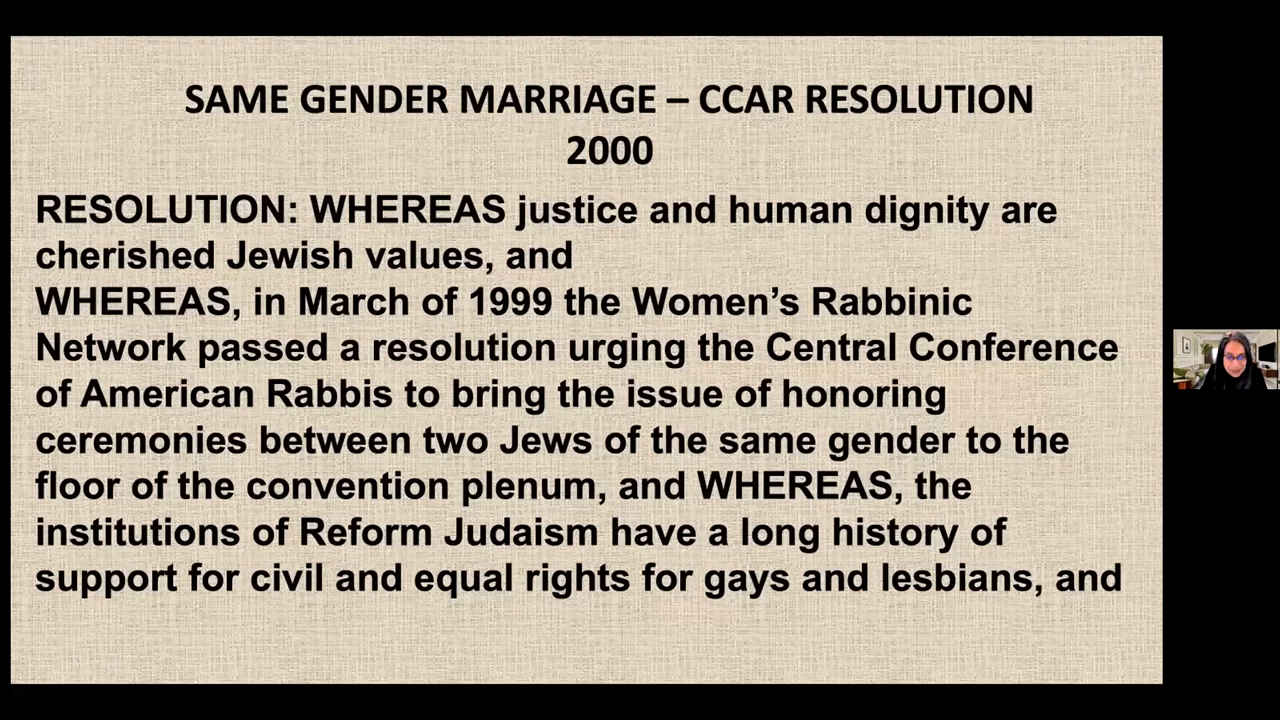 SAME GENDER MARRIAGE – CCAR RESOLUTION
2000
RESOLUTION: WHEREAS justice and human dignity are
cherished Jewish values, and
WHEREAS, in March of 1999 the Women’s Rabbinic
Network passed a resolution urging the Central Conference
of American Rabbis to bring the issue of honoring
ceremonies between two Jews of the same gender to the
floor of the convention plenum, and WHEREAS, the
institutions of Reform Judaism have a long history of
support for civil and equal rights for gays and lesbians, and